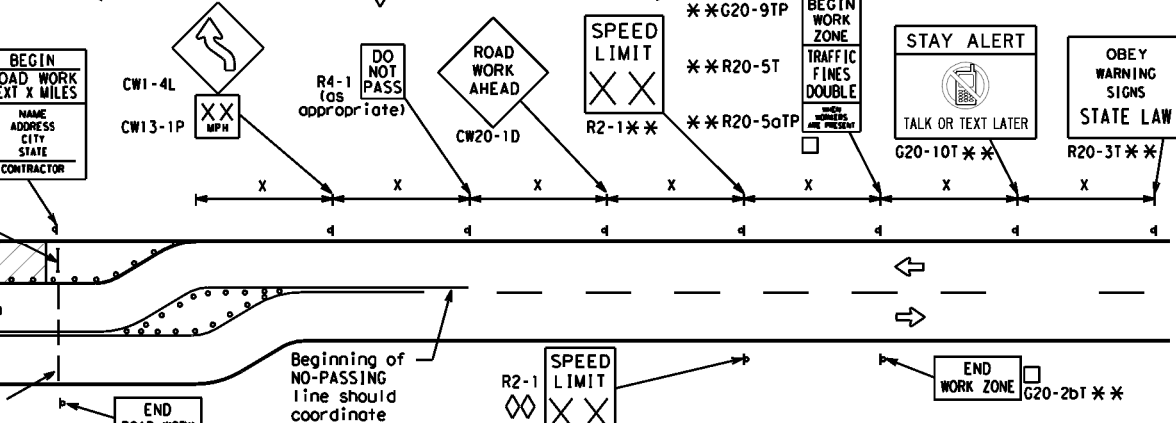 BEGIN
ROAD WORK
NEXT X MILES
NAME
ADDRESS
CITY
STATE
CONTRACTOR
CW1-4L
XX
MPH
CW13-1P
R4-1
(as
appropriate)
DO
NOT
PASS
ROAD
WORK
AHEAD
CW20-1D
SPEED
LIMIT
XX
R2-1**
**G20-9TP
**R20-5T
**R20-5aTP
BEGIN
WORK
ZONE
TRAFFIC
FINES
DOUBLE
WHEN
WORKERS
ARE PRESENT
STAY ALERT
TALK OR TEXT LATER
G20-10T **
OBEY
WARNING
SIGNS
STATE LAW
R20-3T **
X X X X X X X
Beginning of
NO-PASSING
line should
coordinate
R2-1
SPEED
LIMIT
XX
END
WORK ZONE
G20-2bT **
END
ROAD WORK